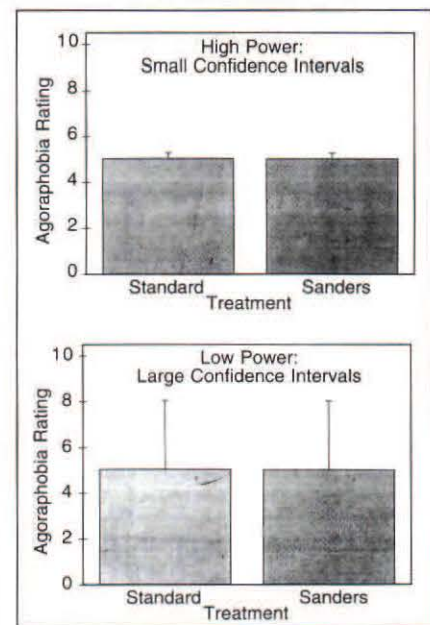 High Power:
Small Confidence Intervals
Agoraphobia Rating
10
8
6
4
2
0
Standard
Sanders
Treatment
Low Power:
Large Confidence Intervals
Agoraphobia Rating
10
8
6
4
2
0
Standard
Sanders
Treatment